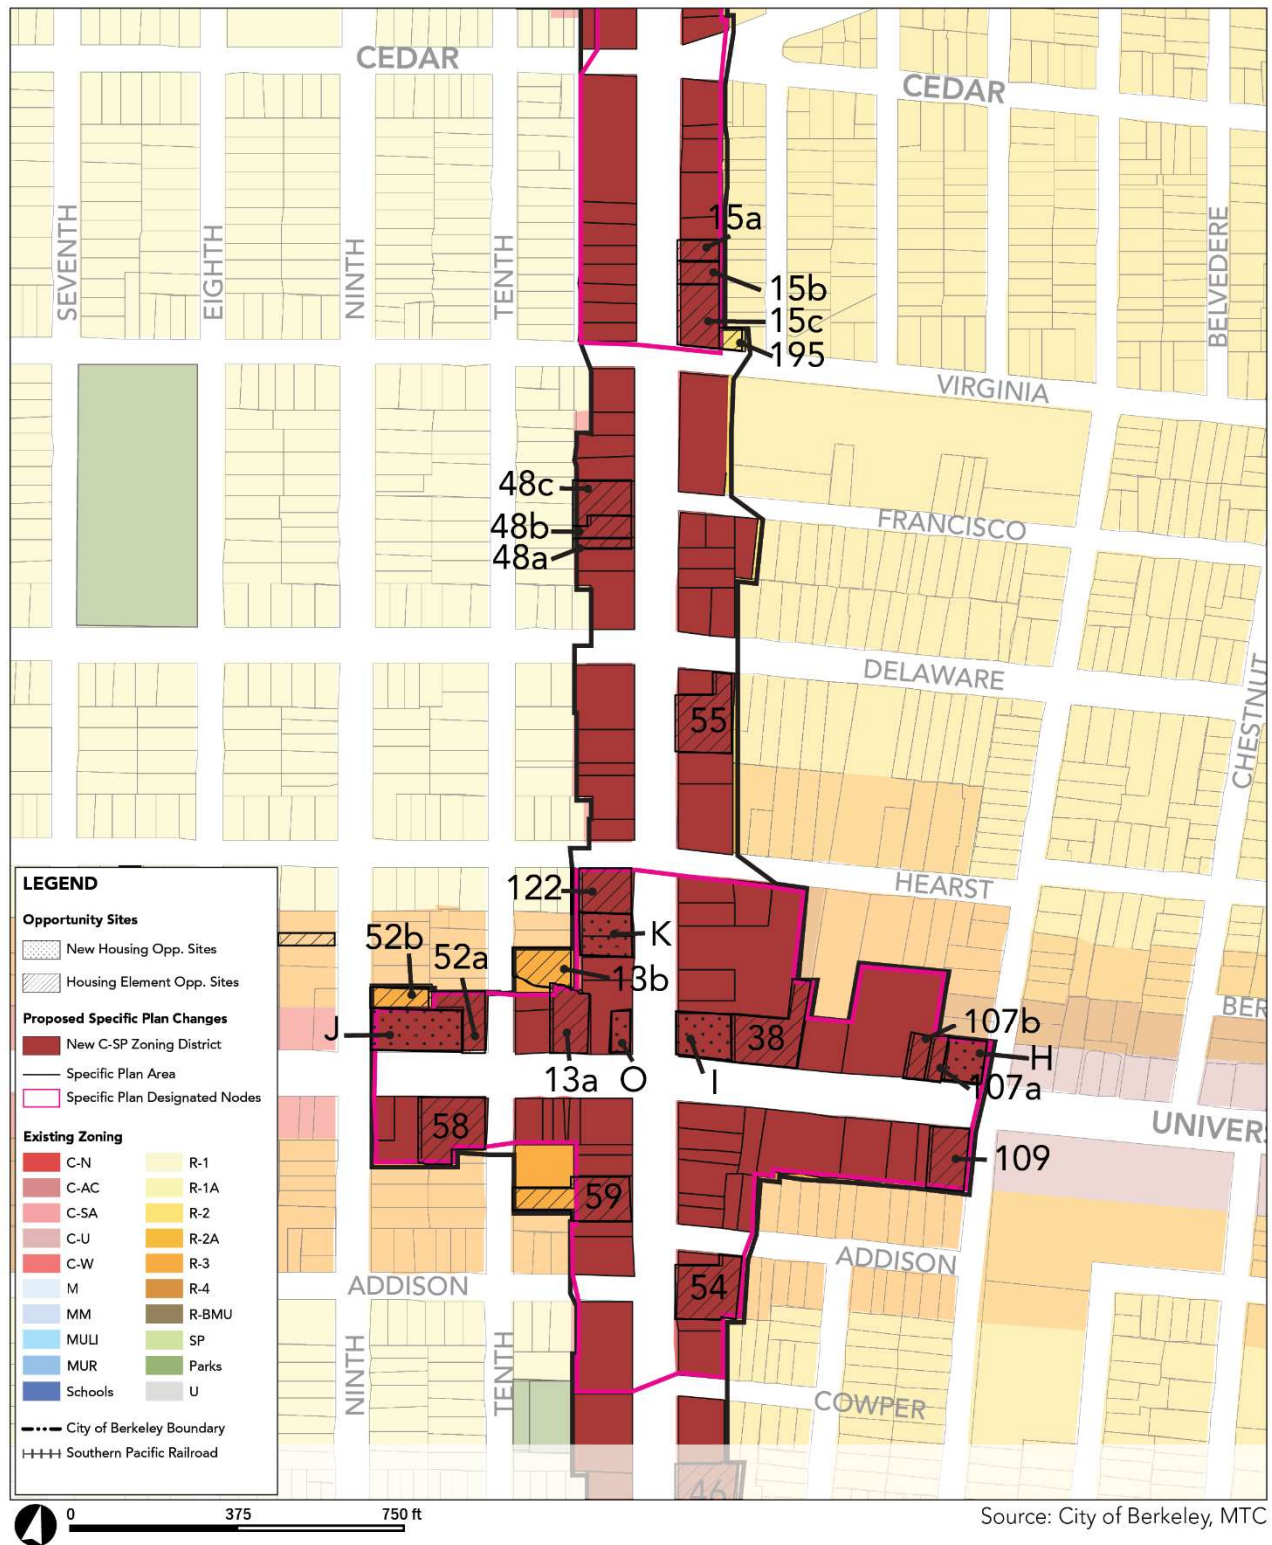 CEDAR
CEDAR
SEVENTH
EIGHTH
NINTH
TENTH
BELVEDERE
15a
15b
15c
195
VIRGINIA
48c
48b
48a
FRANCISCO
DELAWARE
CHESTNUT
55
HEARST
122
K
52b
52a
13b
J
13a
O
I
38
107b
H
107a
BER
UNIVER
58
59
109
ADDISON
ADDISON
54
NINTH
TENTH
COWPER
46
LEGEND
Opportunity Sites
New Housing Opp. Sites
Housing Element Opp. Sites
Proposed Specific Plan Changes
New C-SP Zoning District
Specific Plan Area
Specific Plan Designated Nodes
Existing Zoning
C-N R-1
C-AC R-1A
C-SA R-2
C-U R-2A
C-W R-3
M R-4
MM R-BMU
MULI SP
MUR Parks
Schools U
City of Berkeley Boundary
Southern Pacific Railroad
0 375 750 ft
Source: City of Berkeley, MTC